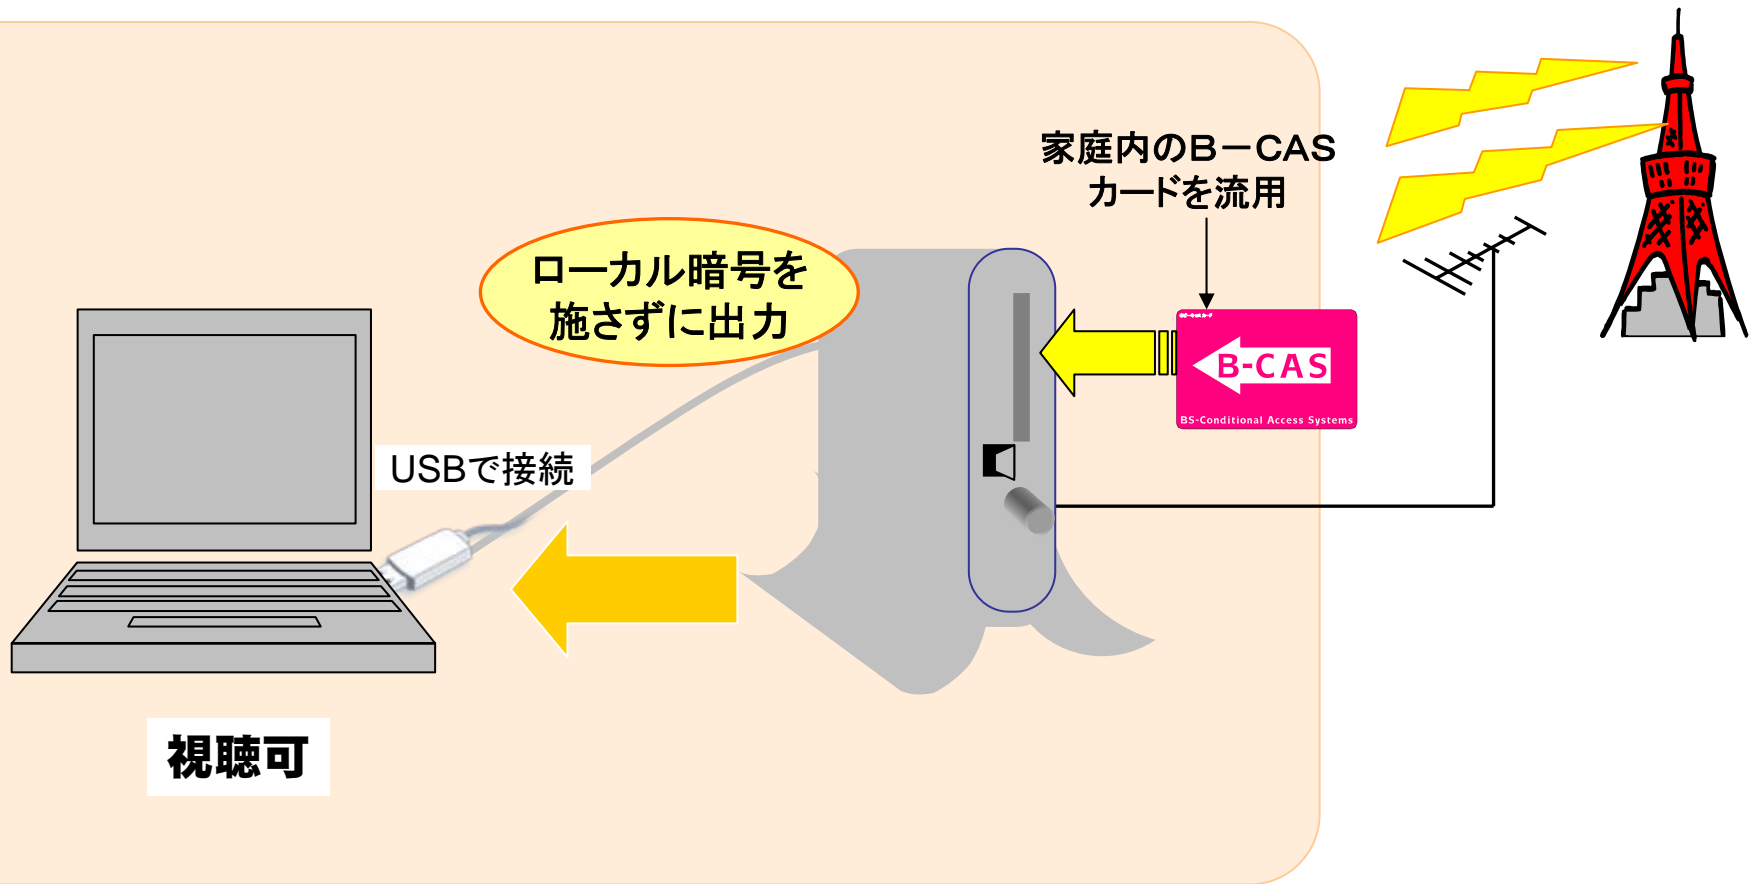 家庭内のB－CAS
カードを流用
ローカル暗号を
施さずに出力
B-CAS
BS-Conditional Access Systems
USBで接続
視聴可